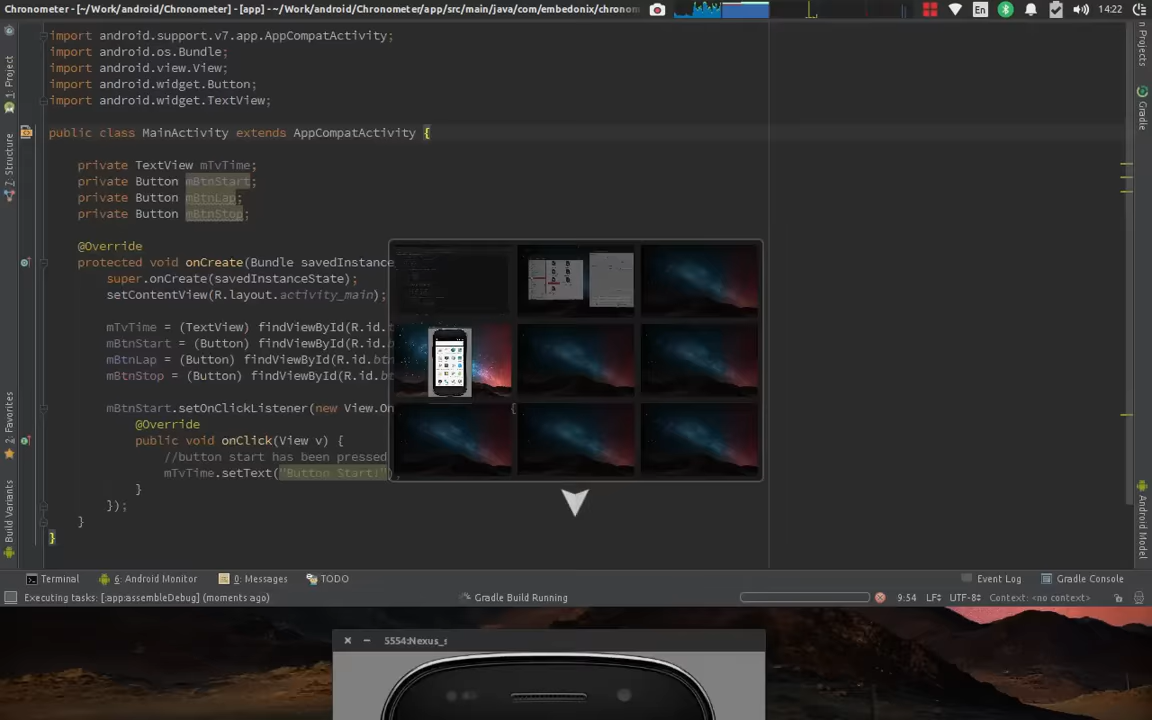 Chronometer - [~/Work/android/Chronometer] - [app] - ~/Work/android/Chronometer/app/src/main/java/com/embedonix/chronom
En
14:22
import android.support.v7.app.AppCompatActivity;
import android.os.Bundle;
import android.view.View;
import android.widget.Button;
import android.widget.TextView;
public class MainActivity extends AppCompatActivity {
private TextView mTvTime;
private Button mBtnStart;
private Button mBtnLap;
private Button mBtnStop;
@Override
protected void onCreate(Bundle savedInstance
super.onCreate(savedInstanceState);
setContentView(R.layout.activity_main);
mTvTime = (TextView) findViewById(R.id.
mBtnStart = (Button) findViewById(R.id.
mBtnLap = (Button) findViewById(R.id.
mBtnStop = (Button) findViewById(R.id.
mBtnStart.setOnClickListener(new View.On {
@Override
public void onClick(View v) {
//button start has been pressed
mTvTime.setText("Button Start!");
}
});
}
}
1: Project
7: Structure
2: Favorites
Build Variants
n Projects
Gradle
Android Model
Terminal
6: Android Monitor
0: Messages
TODO
Event Log
Gradle Console
Executing tasks: [:app:assembleDebug] (moments ago)
Gradle Build Running
9:54
LF
UTF-8
Context: <no context>
5554:Nexus_s